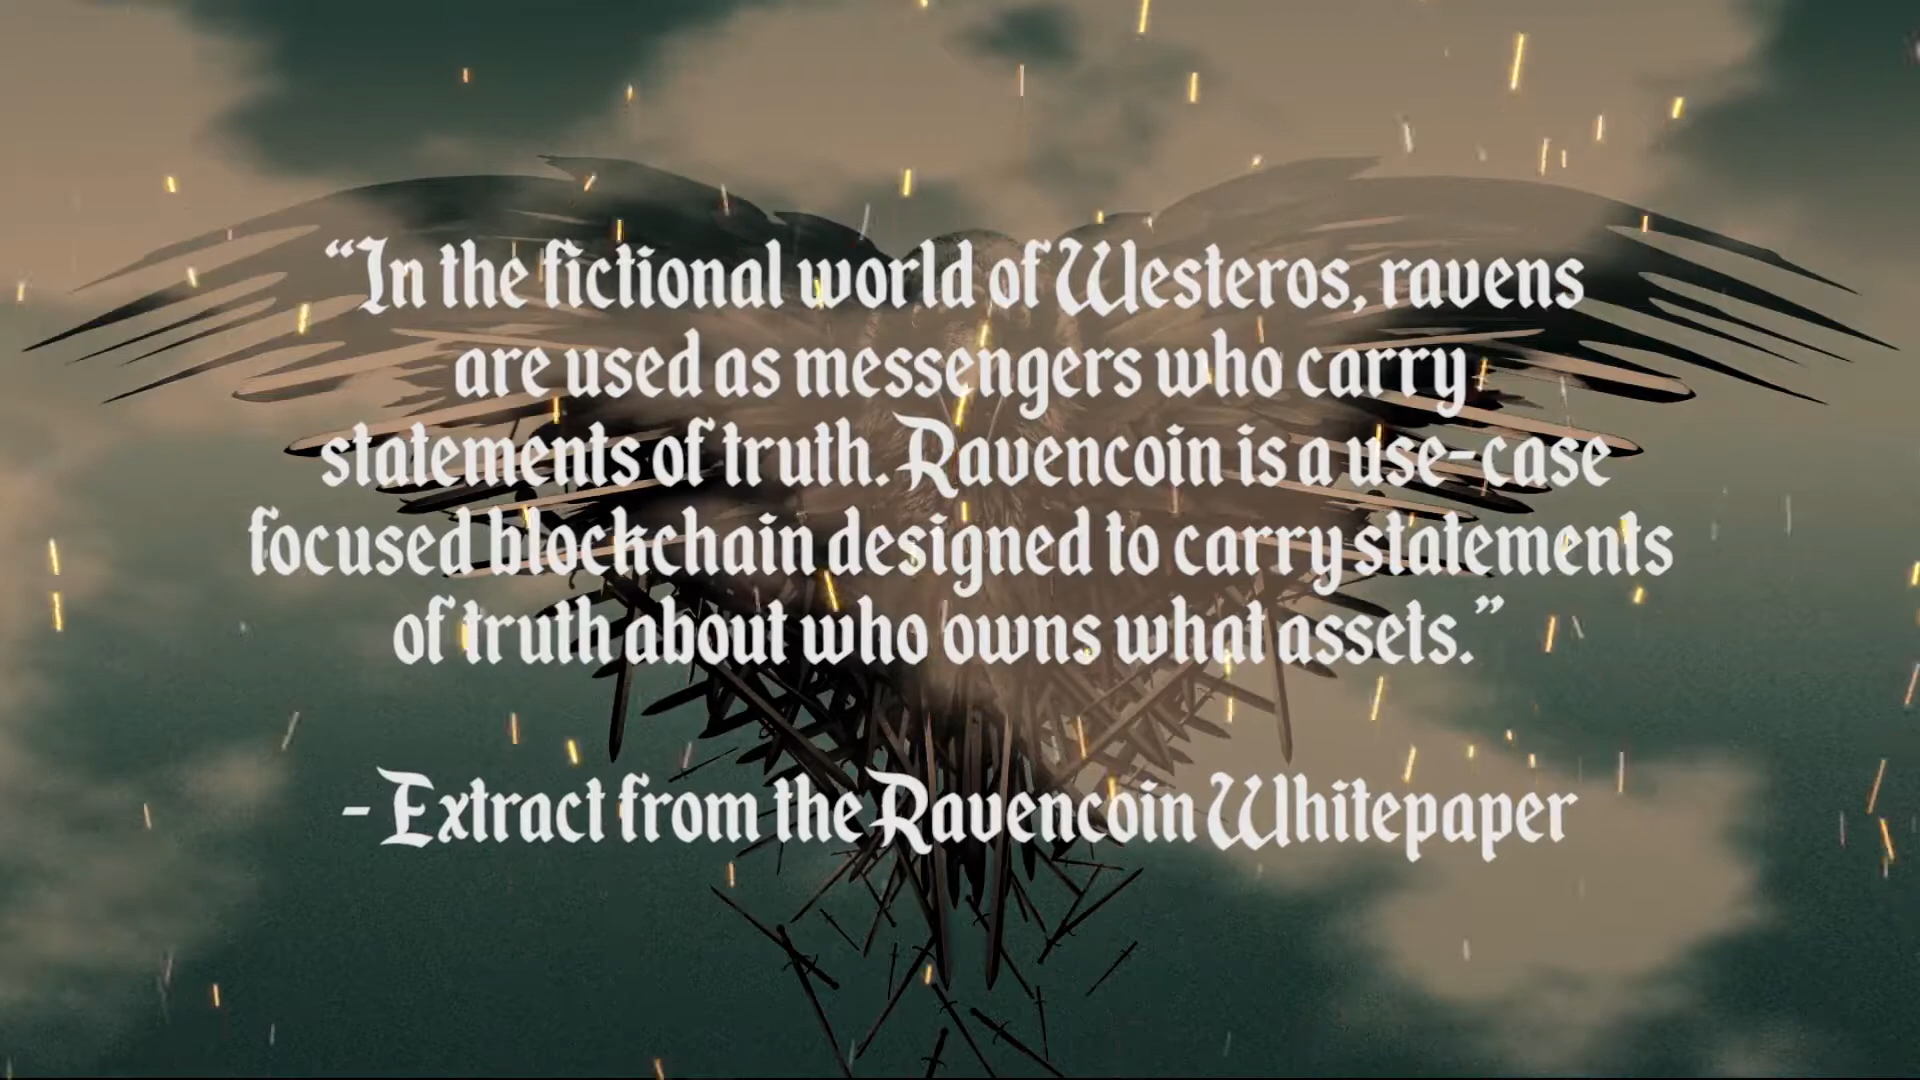 “In the fictional world of Westeros, ravens
are used as messengers who carry
statements of truth. Ravencoin is a use-case
focused blockchain designed to carry statements
of truth about who owns what assets.”
- Extract from the Ravencoin Whitepaper